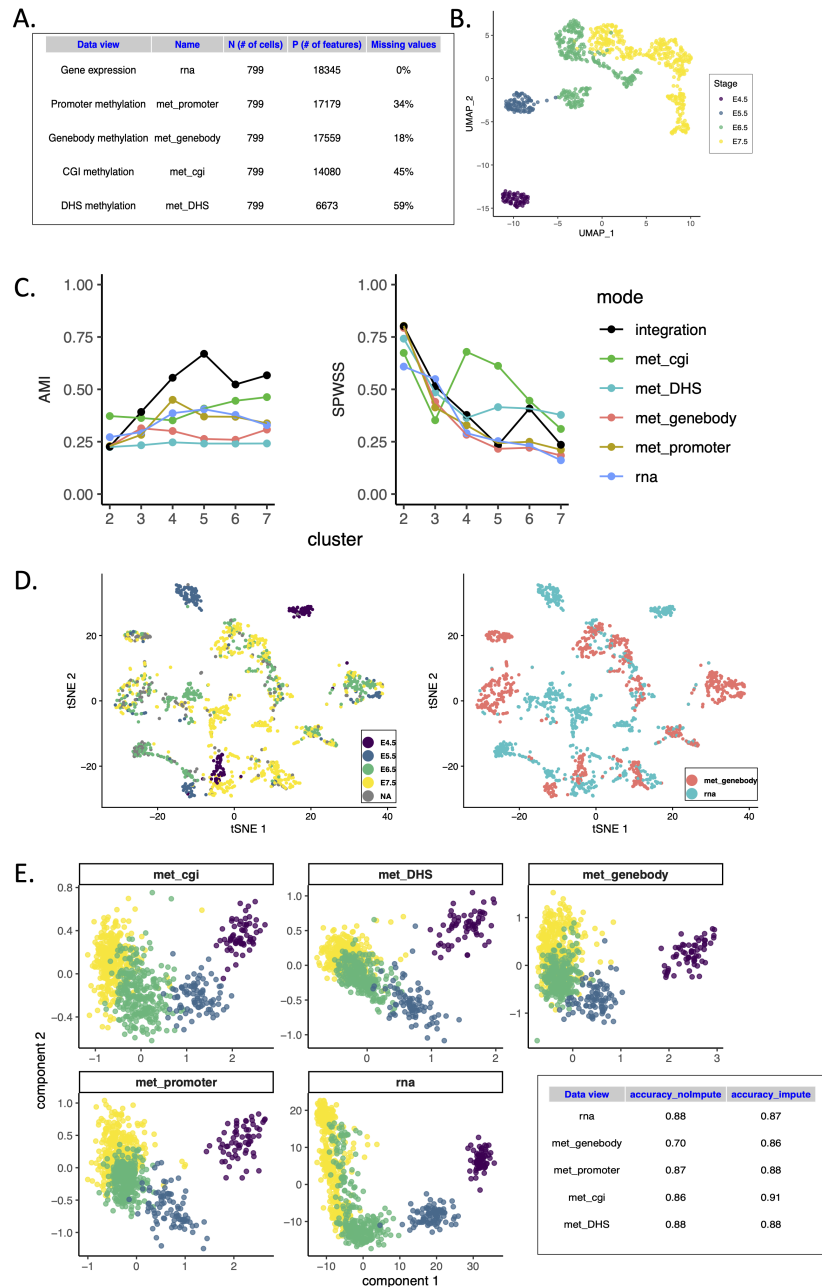 A.
Data view Name N (# of cells) P (# of features) Missing values
Gene expression rna 799 18345 0%
Promoter methylation met_promoter 799 17179 34%
Genebody methylation met_genebody 799 17559 18%
CGI methylation met_cgi 799 14080 45%
DHS methylation met_DHS 799 6673 59%
B.
5
0
−5
−10
−15
UMAP_2
−10 −5 0 5 10
UMAP_1
Stage
E4.5
E5.5
E6.5
E7.5
C.
1.00
0.75
0.50
0.25
0.00
AMI
2 3 4 5 6 7
1.00
0.75
0.50
0.25
0.00
SPWSS
2 3 4 5 6 7
cluster
mode
integration
met_cgi
met_DHS
met_genebody
met_promoter
rna
D.
20
0
−20
tSNE 2
−20 0 20 40
tSNE 1
E4.5
E5.5
E6.5
E7.5
NA
20
0
−20
tSNE 2
−20 0 20 40
tSNE 1
met_genebody
rna
E.
met_cgi
0.8
0.4
0.0
−0.4
−1 0 1 2
met_DHS
1.0
0.5
0.0
−0.5
−1.0
0 1 2
met_genebody
1
0
−1
0 1 2 3
component 2
met_promoter
1.0
0.5
0.0
−0.5
−1.0
−1 0 1 2
rna
20
10
0
−10
−10 0 10 20 30
component 1
Data view accuracy_noImpute accuracy_impute
rna 0.88 0.87
met_genebody 0.70 0.86
met_promoter 0.87 0.88
met_cgi 0.86 0.91
met_DHS 0.88 0.88